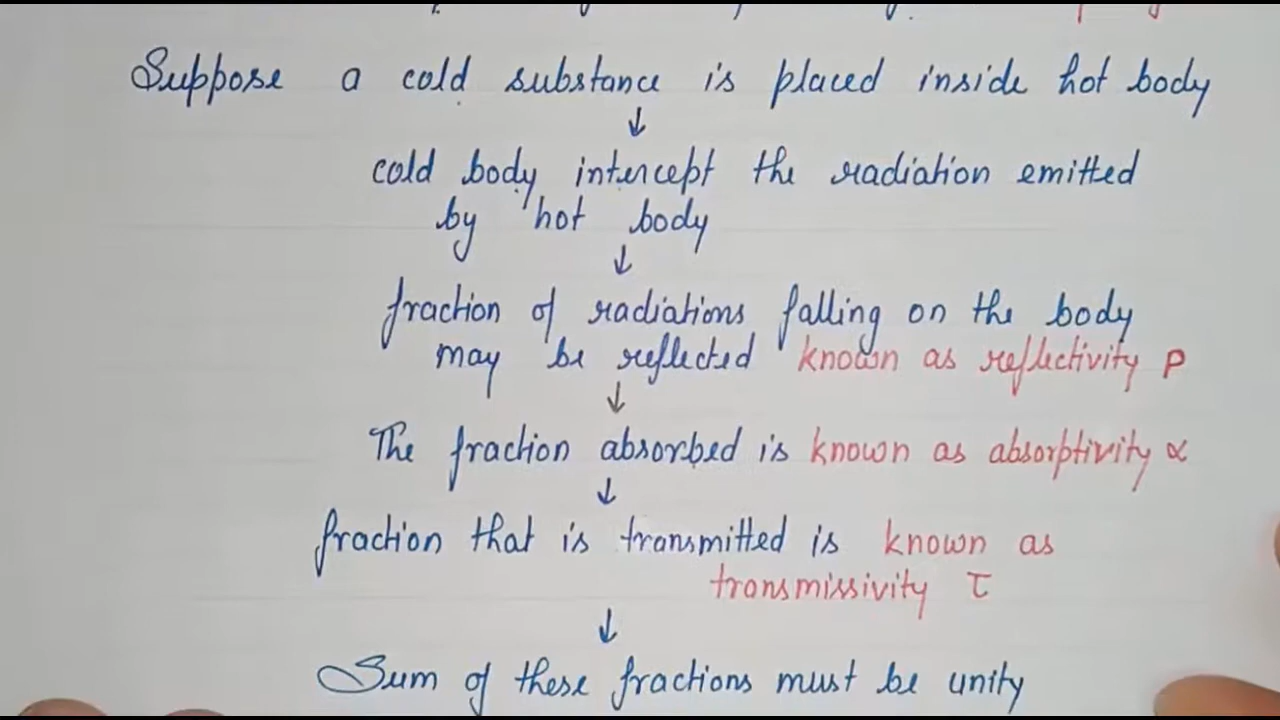 Suppose a cold substance is placed inside hot body
↓
cold body intercept the radiation emitted
by hot body
↓
fraction of radiations falling on the body
may be reflected known as reflectivity ρ
↓
The fraction absorbed is known as absorptivity α
↓
fraction that is transmitted is known as
transmissivity τ
↓
Sum of these fractions must be unity